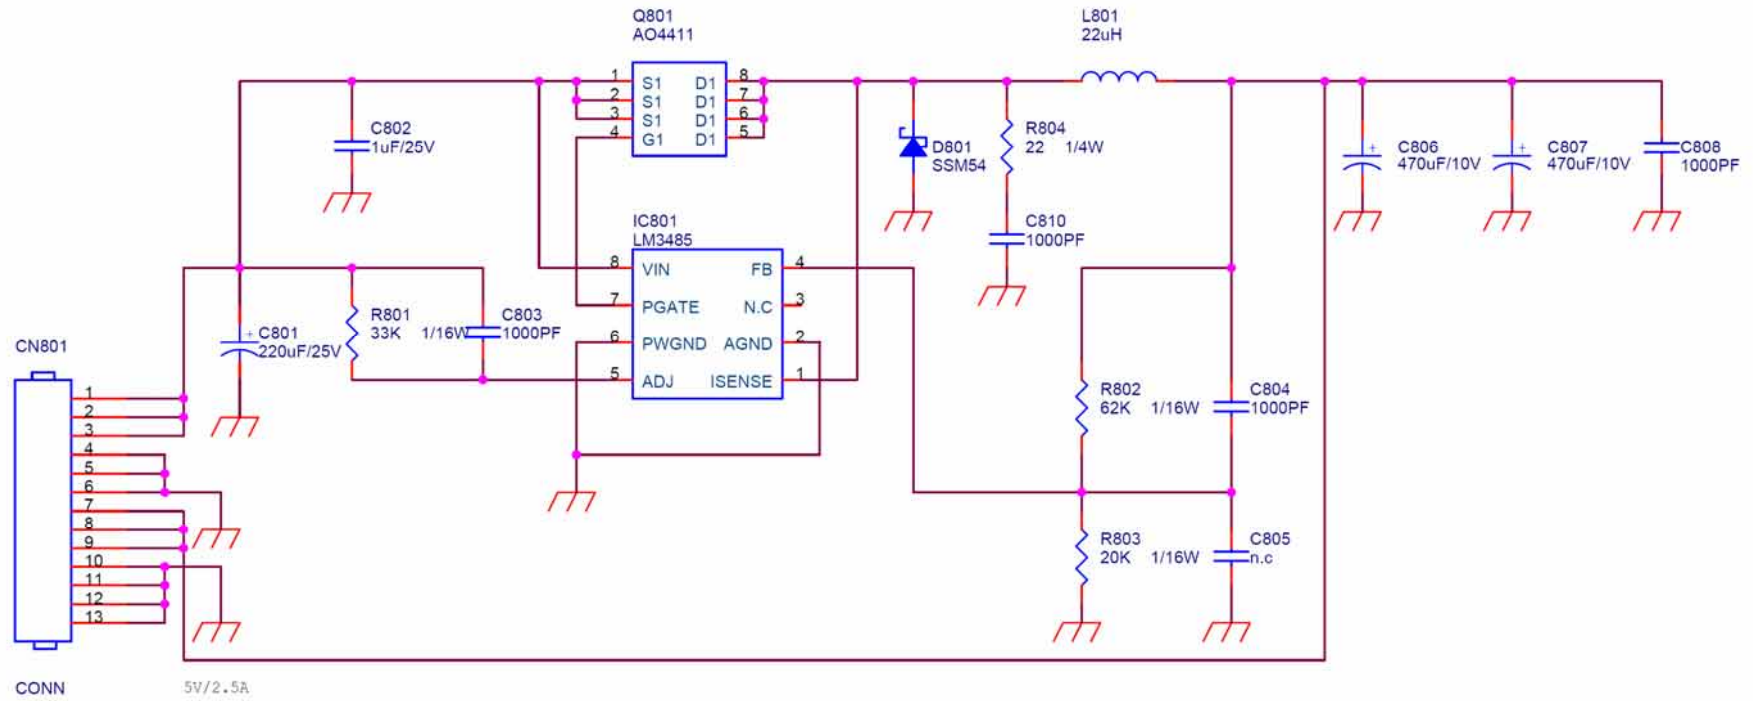 Q801
AO4411
L801
22uH
1 S1 D1 8
2 S1 D1 7
3 S1 D1 6
4 G1 D1 5
C802
1uF/25V
D801
SSM54
R804
22 1/4W
C806
470uF/10V
C807
470uF/10V
C808
1000PF
IC801
LM3485
C810
1000PF
8 VIN FB 4
7 PGATE N.C 3
6 PWGND AGND 2
5 ADJ ISENSE 1
C801
220uF/25V
R801
33K 1/16W
C803
1000PF
CN801
1
2
3
4
5
6
7
8
9
10
11
12
13
R802
62K 1/16W
C804
1000PF
R803
20K 1/16W
C805
n.c
CONN
5V/2.5A